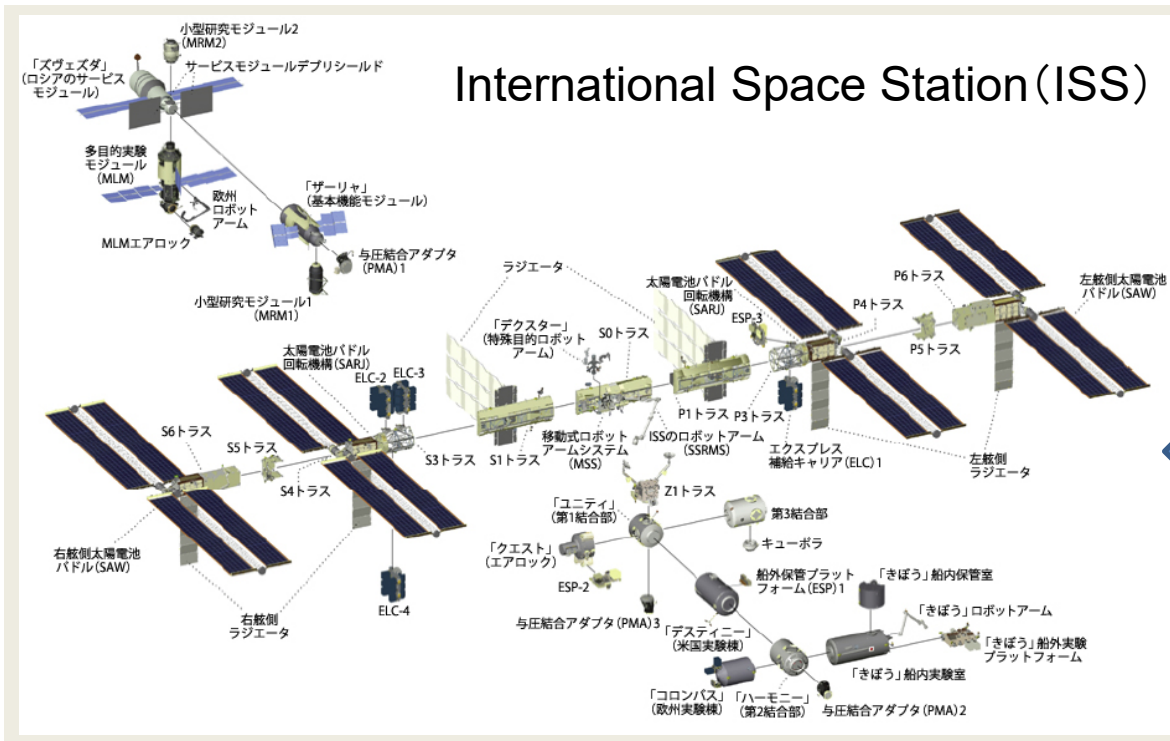 International Space Station(ISS)
小型研究モジュール2
(MRM2)
「ズヴェズダ」
(ロシアのサービス
モジュール)
サービスモジュールデブリシールド
多目的実験
モジュール
(MLM)
欧州
ロボット
アーム
MLMエアロック
「ザーリャ」
(基本機能モジュール)
与圧結合アダプタ
(PMA)1
小型研究モジュール1
(MRM1)
ラジエータ
太陽電池パドル
回転機構
(SARJ)
ESP-3
P6トラス
P4トラス
左舷側太陽電池
パドル(SAW)
P5トラス
「デクスター」
(特殊目的ロボット
アーム)
S0トラス
太陽電池パドル
回転機構(SARJ)
ELC-2
ELC-3
P1トラス
P3トラス
S6トラス
S5トラス
S4トラス
S3トラス
S1トラス
移動式ロボット
アームシステム
(MSS)
ISSのロボットアーム
(SSRMS)
エクスプレス
補給キャリア(ELC)1
左舷側
ラジエータ
Z1トラス
「ユニティ」
(第1結合部)
第3結合部
キューポラ
「クエスト」
(エアロック)
ESP-2
右舷側太陽電池
パドル(SAW)
右舷側
ラジエータ
ELC-4
与圧結合アダプタ(PMA)3
船外保管プラット
フォーム(ESP)1
「きぼう」船内保管室
「きぼう」ロボットアーム
「デスティニー」
(米国実験棟)
「きぼう」船外実験
プラットフォーム
「きぼう」船内実験室
「コロンバス」
(欧州実験棟)
「ハーモニー」
(第2結合部)
与圧結合アダプタ(PMA)2